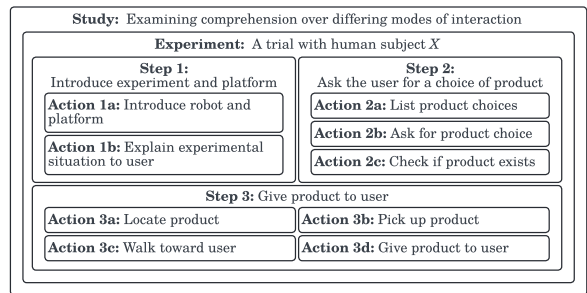 Study: Examining comprehension over differing modes of interaction
Experiment: A trial with human subject X
Step 1:
Introduce experiment and platform
Action 1a: Introduce robot and
platform
Action 1b: Explain experimental
situation to user
Step 2:
Ask the user for a choice of product
Action 2a: List product choices
Action 2b: Ask for product choice
Action 2c: Check if product exists
Step 3: Give product to user
Action 3a: Locate product
Action 3b: Pick up product
Action 3c: Walk toward user
Action 3d: Give product to user